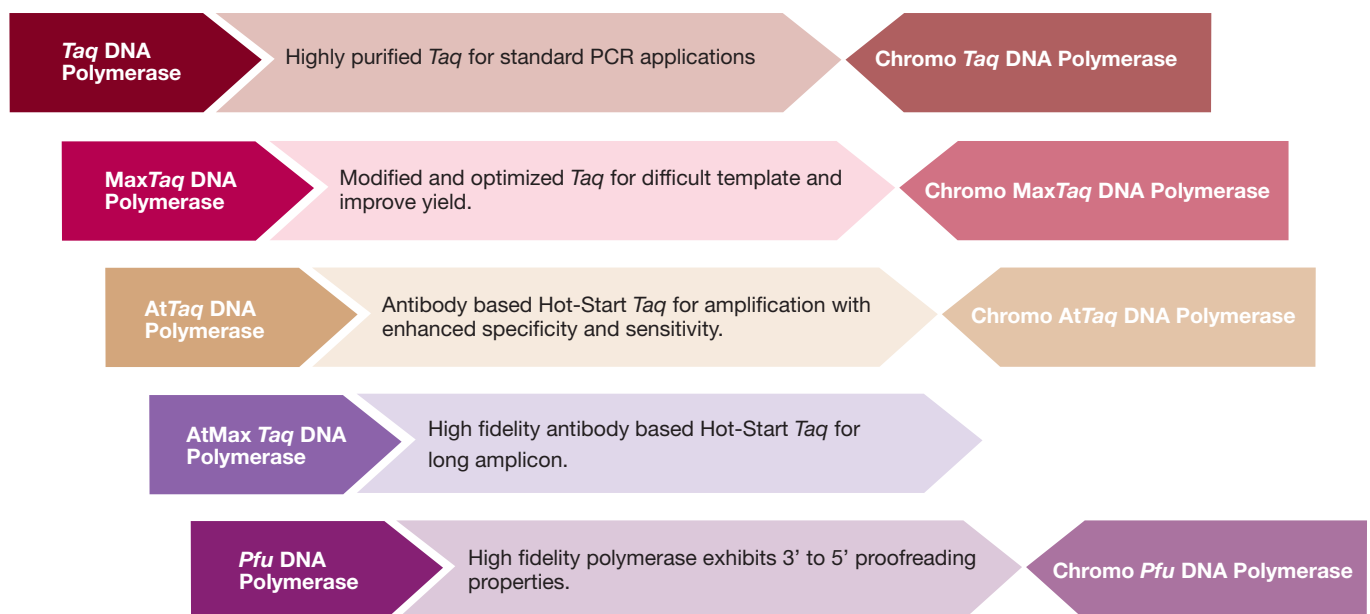 Taq DNA
Polymerase
Highly purified Taq for standard PCR applications
Chromo Taq DNA Polymerase
MaxTaq DNA
Polymerase
Modified and optimized Taq for difficult template and
improve yield.
Chromo MaxTaq DNA Polymerase
AtTaq DNA
Polymerase
Antibody based Hot-Start Taq for amplification with
enhanced specificity and sensitivity.
Chromo AtTaq DNA Polymerase
AtMax Taq DNA
Polymerase
High fidelity antibody based Hot-Start Taq for
long amplicon.
Pfu DNA
Polymerase
High fidelity polymerase exhibits 3’ to 5’ proofreading
properties.
Chromo Pfu DNA Polymerase